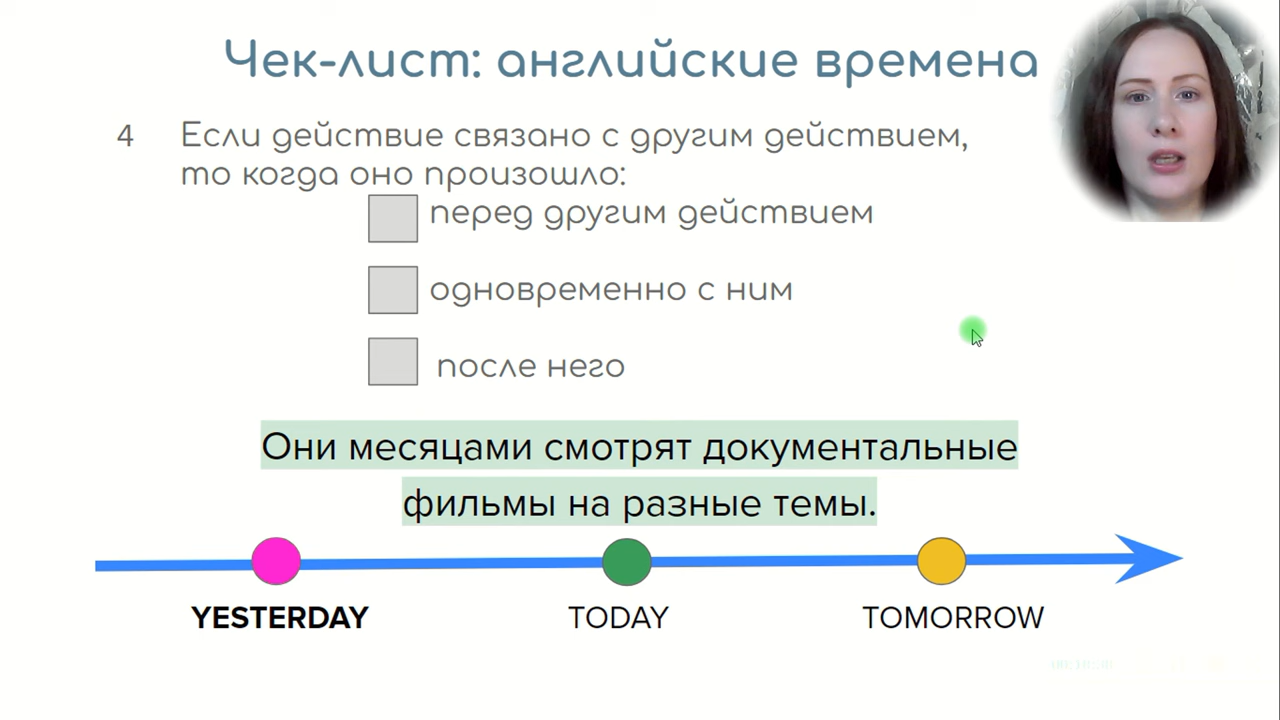 Чек-лист: английские времена
4 Если действие связано с другим действием,
то когда оно произошло:
перед другим действием
одновременно с ним
после него
Они месяцами смотрят документальные
фильмы на разные темы.
YESTERDAY TODAY TOMORROW